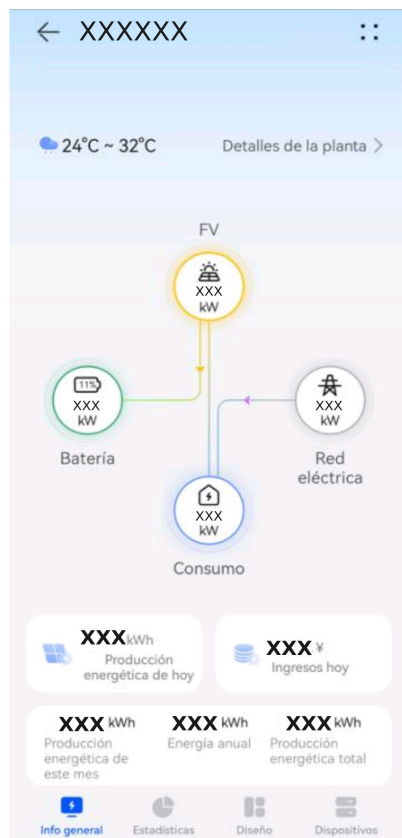 XXXXXX
24°C ~ 32°C
Detalles de la planta
FV
XXX
kW
11%
XXX
kW
Batería
XXX
kW
Red
eléctrica
XXX
kW
Consumo
XXX kWh
Producción
energética de hoy
XXX ¥
Ingresos hoy
XXX kWh
Producción
energética de
este mes
XXX kWh
Energía anual
XXX kWh
Producción
energética total
Info general
Estadísticas
Diseño
Dispositivos